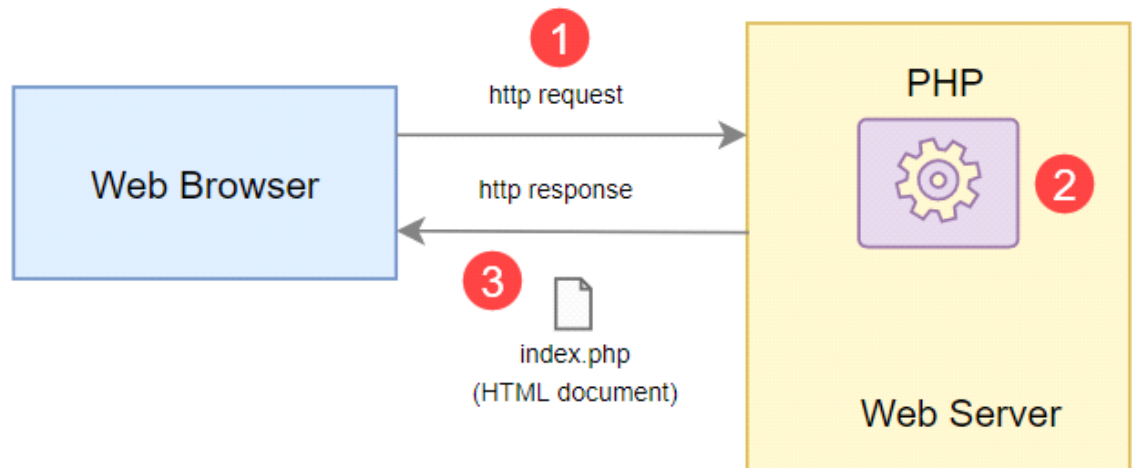 1
http request
PHP
Web Browser
2
http response
3
index.php
(HTML document)
Web Server